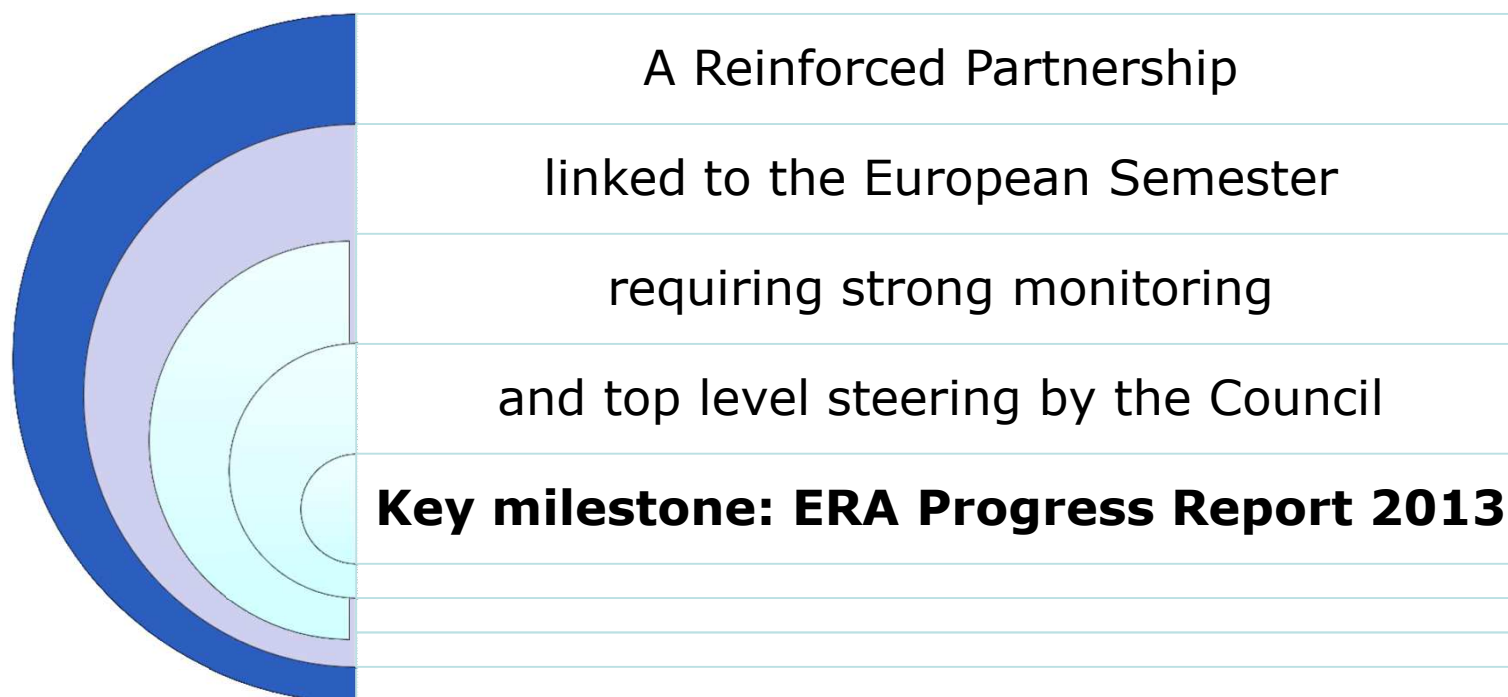 A Reinforced Partnership
linked to the European Semester
requiring strong monitoring
and top level steering by the Council
Key milestone: ERA Progress Report 2013